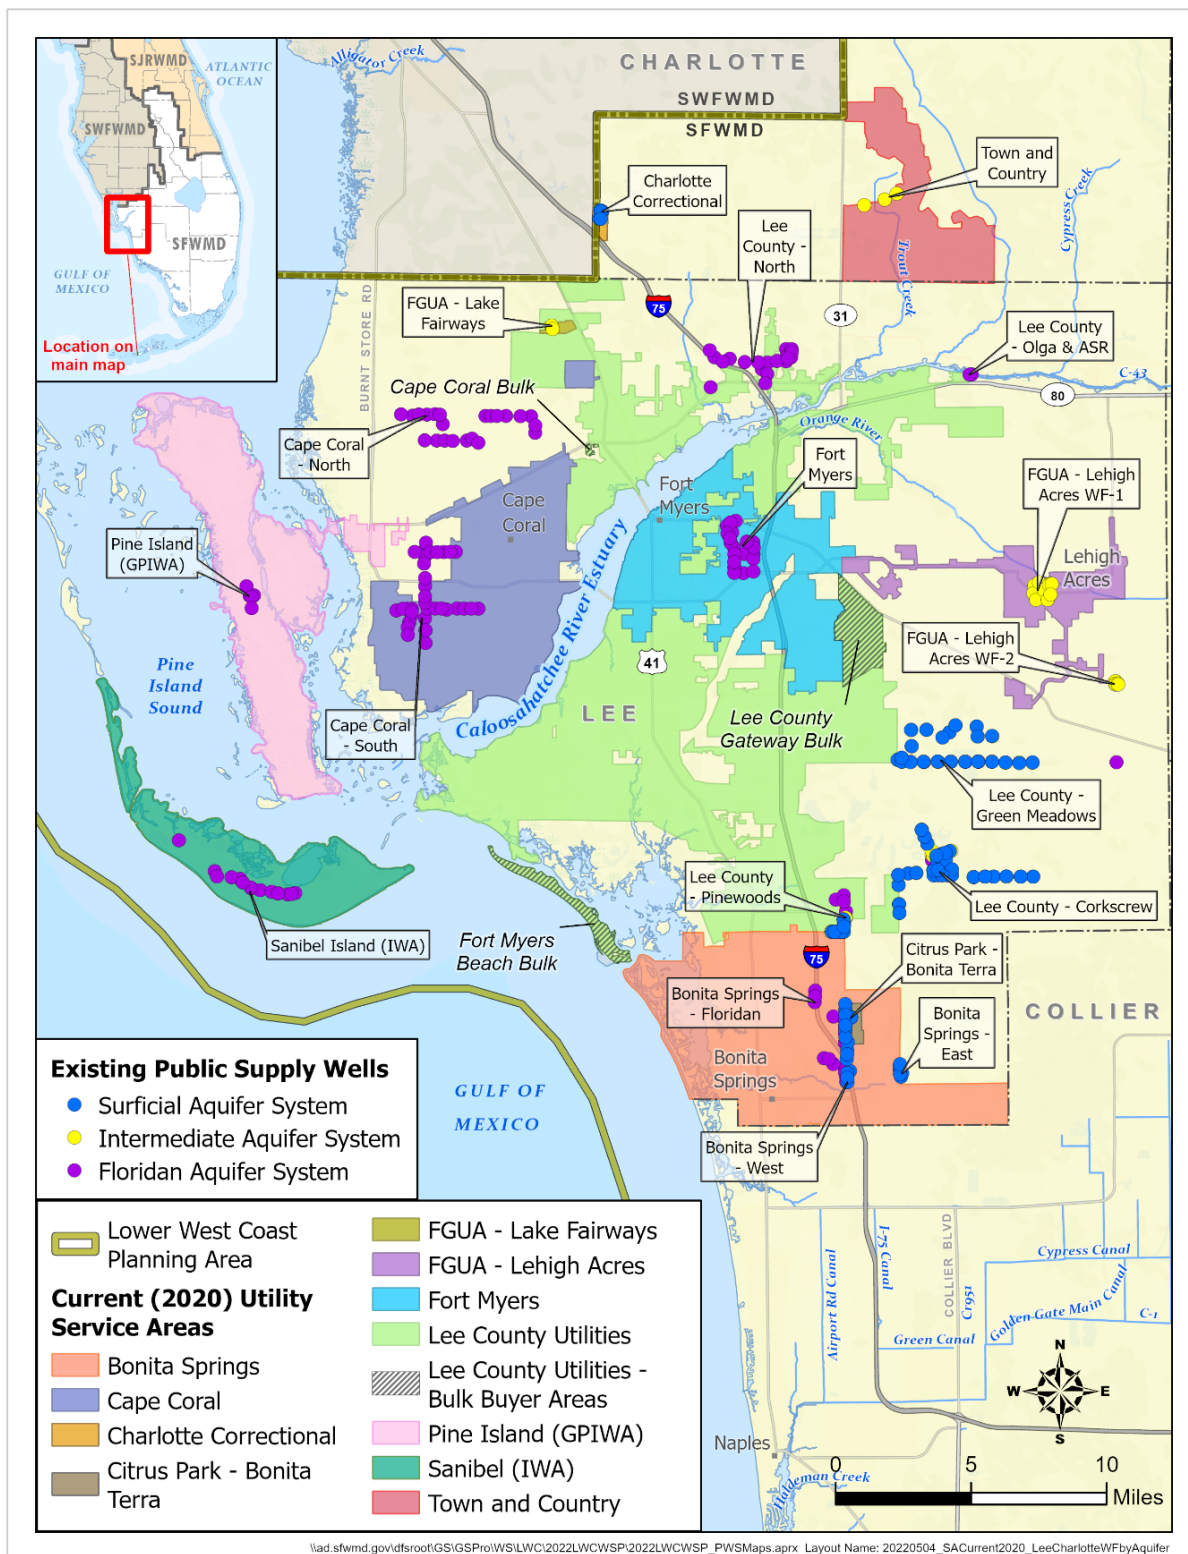 SJRWMD
ATLANTIC
OCEAN
SWFWMD
SFWMD
GULF OF
MEXICO
Location on
main map
Alligator Creek
CHARLOTTE
SWFWMD
SFWMD
Charlotte
Correctional
Town and
Country
Cypress Creek
Trout Creek
Lee
County -
North
FGUA - Lake
Fairways
BURNT STORE RD
75
31
Lee County
- Olga & ASR
C-43
80
Cape Coral Bulk
Orange River
Cape Coral
- North
Fort
Myers
Fort
Myers
FGUA - Lehigh
Acres WF-1
Cape
Coral
Lehigh
Acres
Pine Island
(GPIWA)
Caloosahatchee River Estuary
FGUA - Lehigh
Acres WF-2
41
Pine
Island
Sound
LEE
Lee County
Gateway Bulk
Cape Coral
- South
Lee County -
Green Meadows
Lee County
- Pinewoods
Lee County - Corkscrew
Sanibel Island (IWA)
Fort Myers
Beach Bulk
75
Citrus Park -
Bonita Terra
Bonita Springs
- Floridan
Bonita
Springs -
East
COLLIER
Bonita
Springs
GULF OF
MEXICO
Bonita Springs
- West
Existing Public Supply Wells
Surficial Aquifer System
Intermediate Aquifer System
Floridan Aquifer System
Lower West Coast
Planning Area
Current (2020) Utility
Service Areas
Bonita Springs
Cape Coral
Charlotte Correctional
Citrus Park - Bonita
Terra
FGUA - Lake Fairways
FGUA - Lehigh Acres
Fort Myers
Lee County Utilities
Lee County Utilities -
Bulk Buyer Areas
Pine Island (GPIWA)
Sanibel (IWA)
Town and Country
Airport Rd Canal
I-75 Canal
COLLIER BLVD
Cr951
Cypress Canal
Golden Gate Main Canal
C-1
Green Canal
N
W
E
S
Naples
Haldeman Creek
0
5
10
Miles
\\ad.sfwmd.gov\dfsroot\GS\GSPro\WS\LWC\2022LWCWSP\2022LWCWSP_PWSMaps.aprx Layout Name: 20220504_SACurrent2020_LeeCharlotteWFbyAquifer